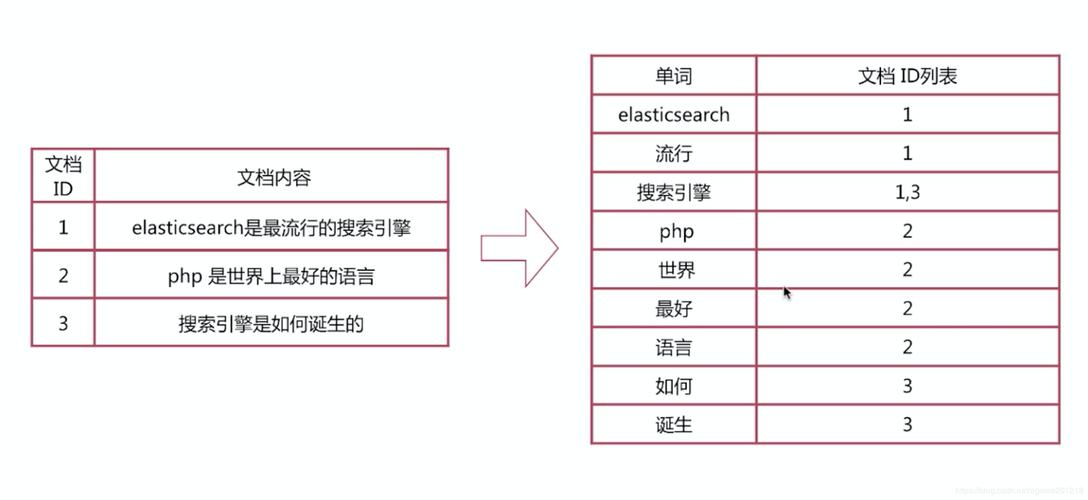 文档
ID
文档内容
1
elasticsearch是最流行的搜索引擎
2
php 是世界上最好的语言
3
搜索引擎是如何诞生的
单词
文档 ID列表
elasticsearch
1
流行
1
搜索引擎
1,3
php
2
世界
2
最好
2
语言
2
如何
3
诞生
3